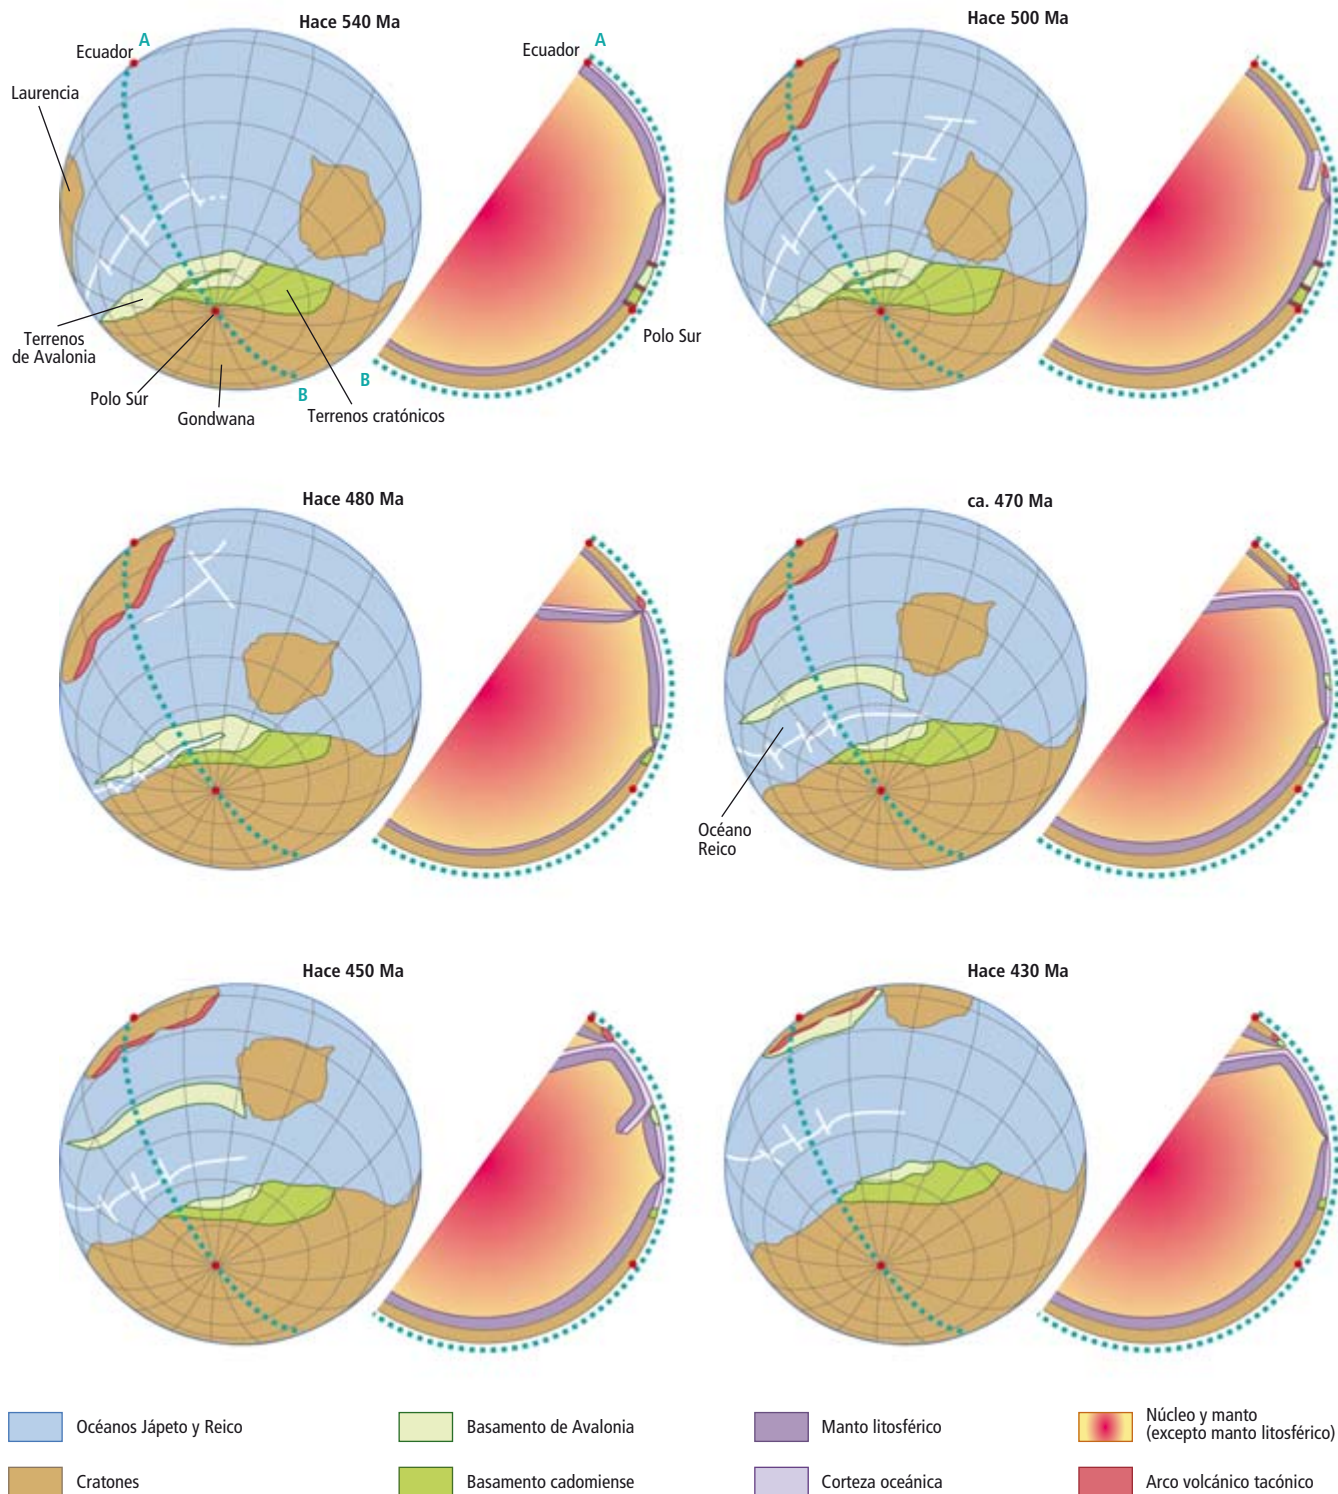 Hace 540 Ma
Ecuador
A
Laurencia
Terrenos
de Avalonia
Polo Sur
Gondwana
B
Terrenos cratónicos
Ecuador
A
B
Polo Sur
Hace 500 Ma
Hace 480 Ma
ca. 470 Ma
Océano
Reico
Hace 450 Ma
Hace 430 Ma
Océanos Jápeto y Reico
Basamento de Avalonia
Manto litosférico
Núcleo y manto
(excepto manto litosférico)
Cratones
Basamento cadomiense
Corteza oceánica
Arco volcánico tacónico